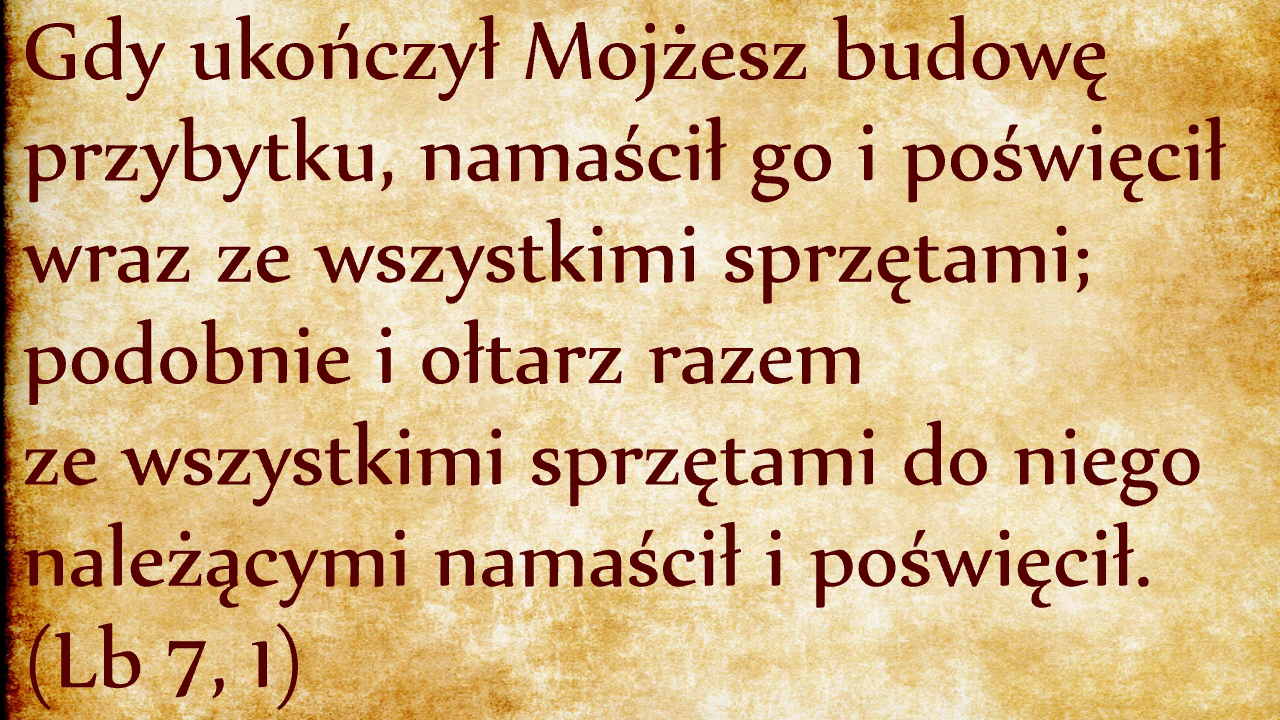 Gdy ukończył Mojżesz budowę
przybytku, namaścił go i poświęcił
wraz ze wszystkimi sprzętami;
podobnie i ołtarz razem
ze wszystkimi sprzętami do niego
należącymi namaścił i poświęcił.
(Lb 7, 1)